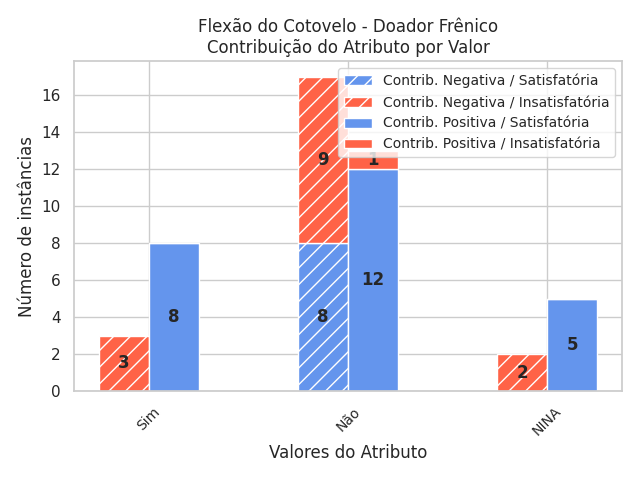 Flexão do Cotovelo - Doador Frênico
Contribuição do Atributo por Valor
Contrib. Negativa / Satisfatória
Contrib. Negativa / Insatisfatória
Contrib. Positiva / Satisfatória
Contrib. Positiva / Insatisfatória
Número de instâncias
16
14
12
10
8
6
4
2
0
3
8
9
8
1
12
2
5
Sim
Não
NINA
Valores do Atributo